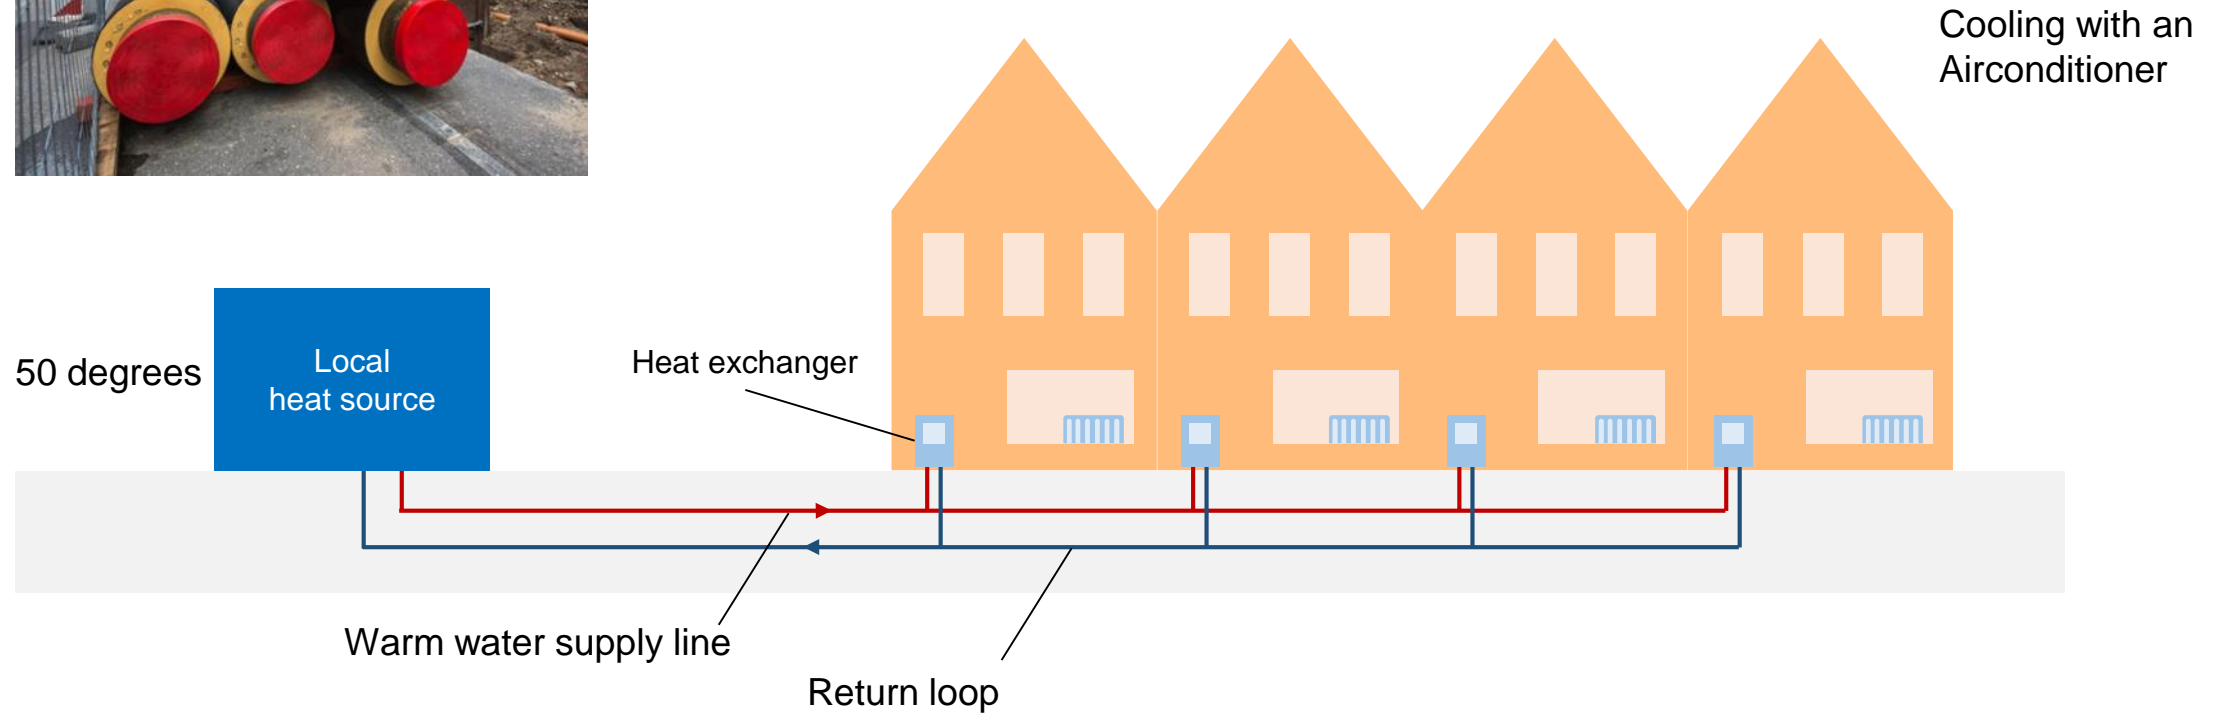 Cooling with an
Airconditioner
50 degrees
Local
heat source
Heat exchanger
Warm water supply line
Return loop